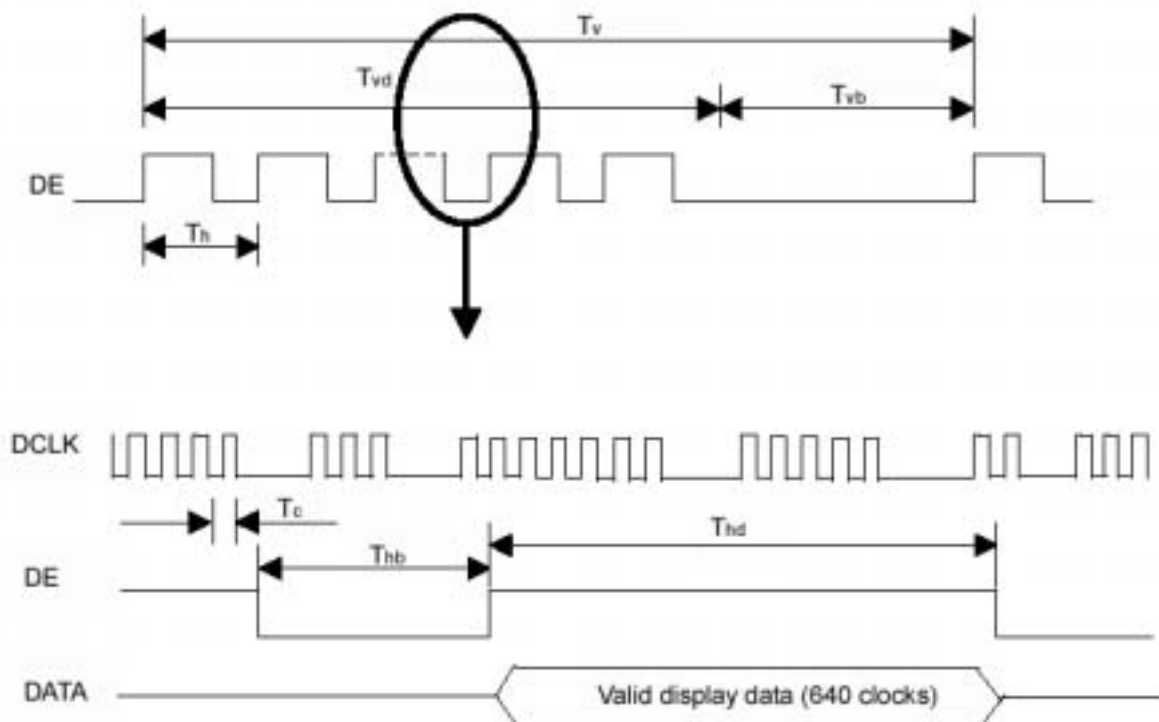 Tv
Tvd
Tvb
DE
Th
DCLK
Tc
Thd
Thb
DE
DATA
Valid display data (640 clocks)